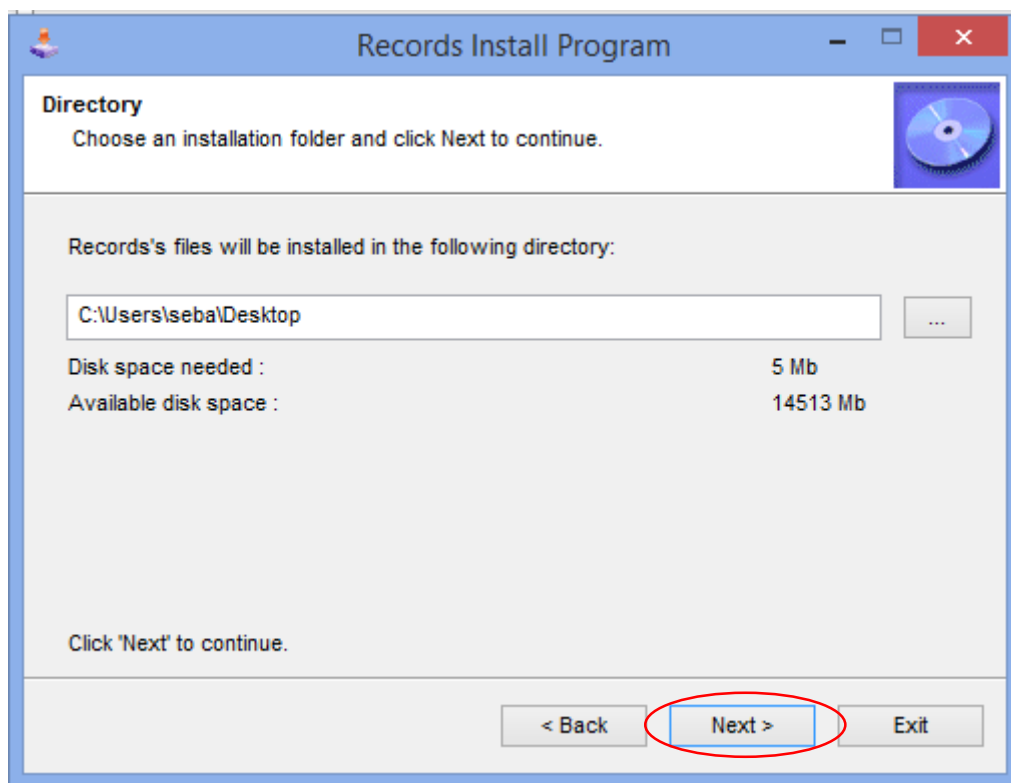 Records Install Program
Directory
Choose an installation folder and click Next to continue.
Records's files will be installed in the following directory:
C:\Users\seba\Desktop
...
Disk space needed :
5 Mb
Available disk space :
14513 Mb
Click 'Next' to continue.
< Back
Next >
Exit